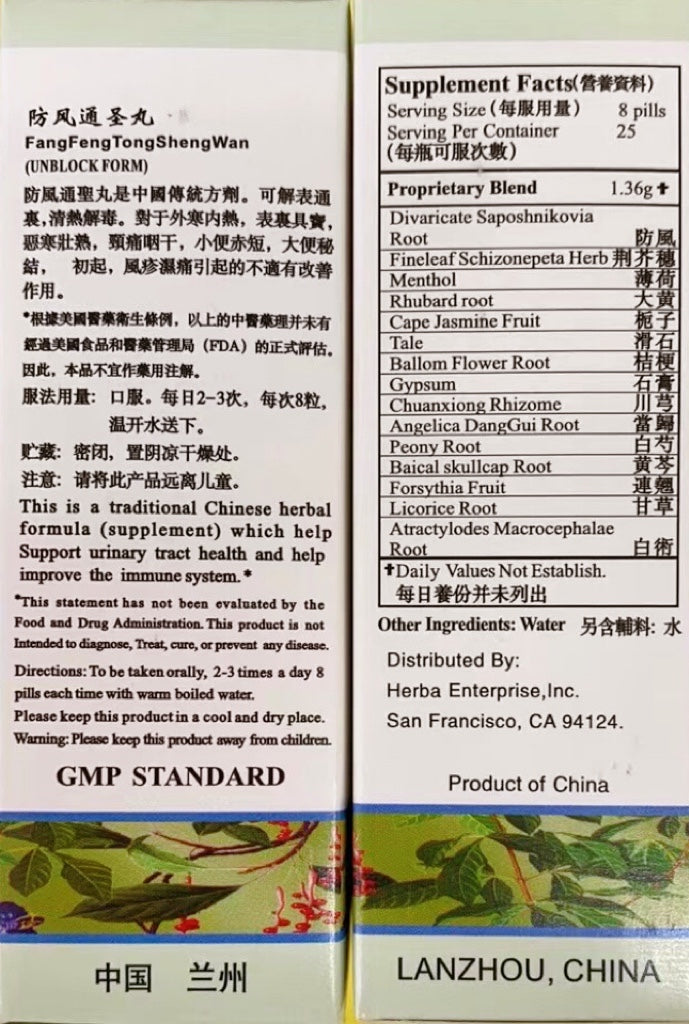 防风通圣丸
FangFengTongShengWan
(UNBLOCK FORM)
防風通聖丸是中國傳統方劑。可解表通
裏,清熱解毒。對于外寒内熱，表裏具實,
惡寒壯熱，頸痛咽干，小便赤短，大便秘
結， 初起，風疹濕痛引起的不適有改善
作用。
*根據美國醫藥衛生條例，以上的中醫藥理并未有
經過美國食品和醫藥管理局（FDA）的正式評估。
因此，本品不宜作藥用注解。
服法用量：口服。每日2-3次，每次8粒，
温开水送下。
贮藏：密闭，置阴凉干燥处。
注意：请将此产品远离儿童。
This is a traditional Chinese herbal
formula (supplement) which help
Support urinary tract health and help
improve the immune system.*
*This statement has not been evaluated by the
Food and Drug Administration. This product is not
Intended to diagnose, Treat, cure, or prevent any disease.
Directions: To be taken orally, 2-3 times a day 8
pills each time with warm boiled water.
Please keep this product in a cool and dry place.
Warning: Please keep this product away from children.
GMP STANDARD
中国 兰州
Supplement Facts(營養資料)
Serving Size (每服用量) 8 pills
Serving Per Container 25
(每瓶可服次數)
Proprietary Blend 1.36g✝
Divaricate Saposhnikovia
Root 防風
Fineleaf Schizonepeta Herb 荆芥穗
Menthol 薄荷
Rhubard root 大黄
Cape Jasmine Fruit 栀子
Tale 滑石
Ballom Flower Root 桔梗
Gypsum 石膏
Chuanxiong Rhizome 川芎
Angelica DangGui Root 當歸
Peony Root 白芍
Baical skullcap Root 黄芩
Forsythia Fruit 連翹
Licorice Root 甘草
Atractylodes Macrocephalae
Root 白術
✝Daily Values Not Establish.
每日養份并未列出
Other Ingredients: Water 另含輔料: 水
Distributed By:
Herba Enterprise,Inc.
San Francisco, CA 94124.
Product of China
LANZHOU, CHINA